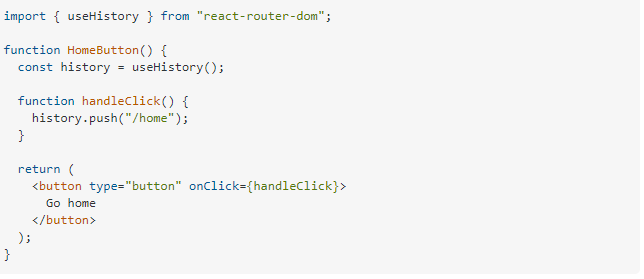 import { useHistory } from "react-router-dom";

function HomeButton() {
  const history = useHistory();

  function handleClick() {
    history.push("/home");
  }

  return (
    <button type="button" onClick={handleClick}>
      Go home
    </button>
  );
}